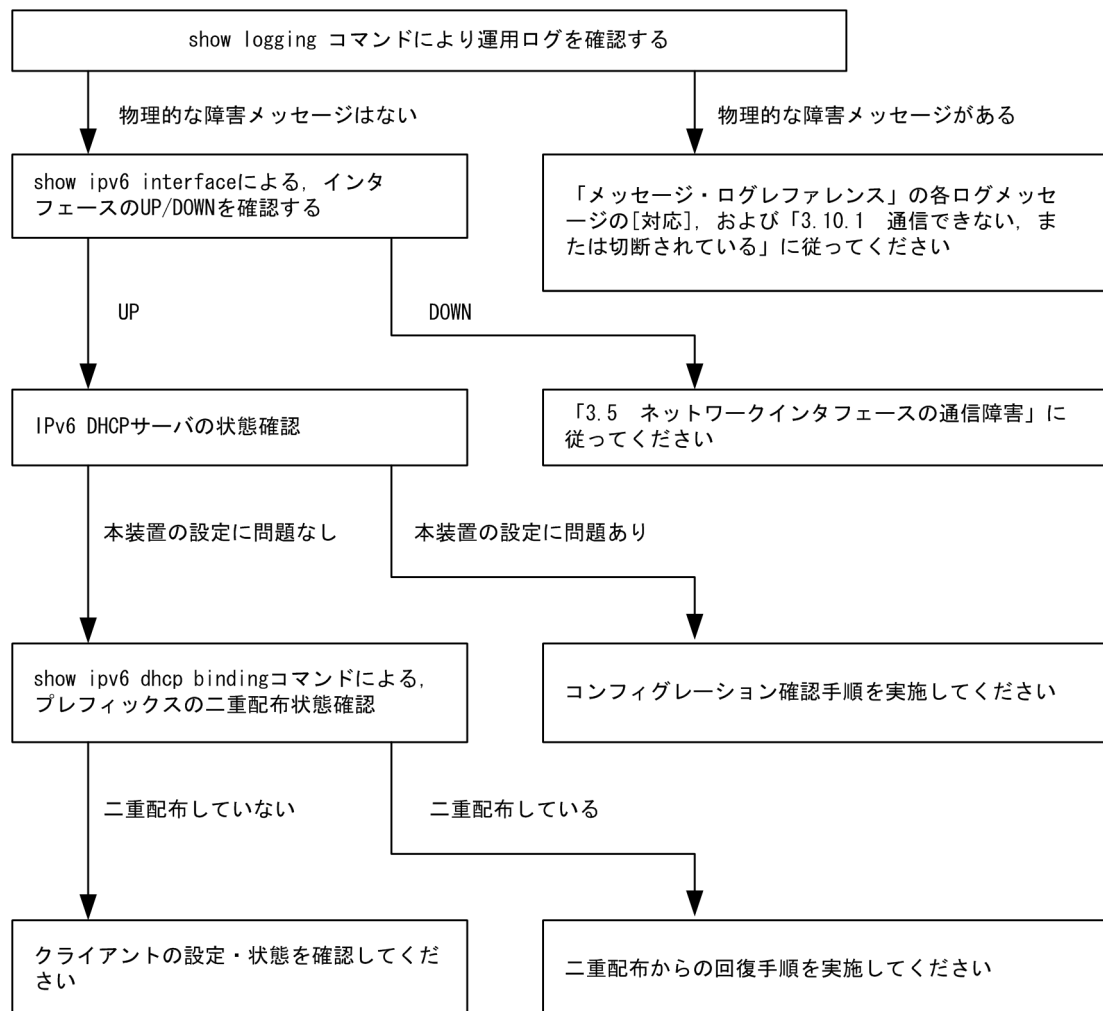 show logging コマンドにより運用ログを確認する
物理的な障害メッセージはない
物理的な障害メッセージがある
show ipv6 interfaceによる，インタ
フェースのUP/DOWNを確認する
「メッセージ・ログレファレンス」の各ログメッセ
ージの[対応]，および「3.10.1　通信できない，ま
たは切断されている」に従ってください
UP
DOWN
IPv6 DHCPサーバの状態確認
「3.5　ネットワークインタフェースの通信障害」に
従ってください
本装置の設定に問題なし
本装置の設定に問題あり
show ipv6 dhcp bindingコマンドによる，
プレフィックスの二重配布状態確認
コンフィグレーション確認手順を実施してください
二重配布していない
二重配布している
クライアントの設定・状態を確認してくだ
さい
二重配布からの回復手順を実施してください